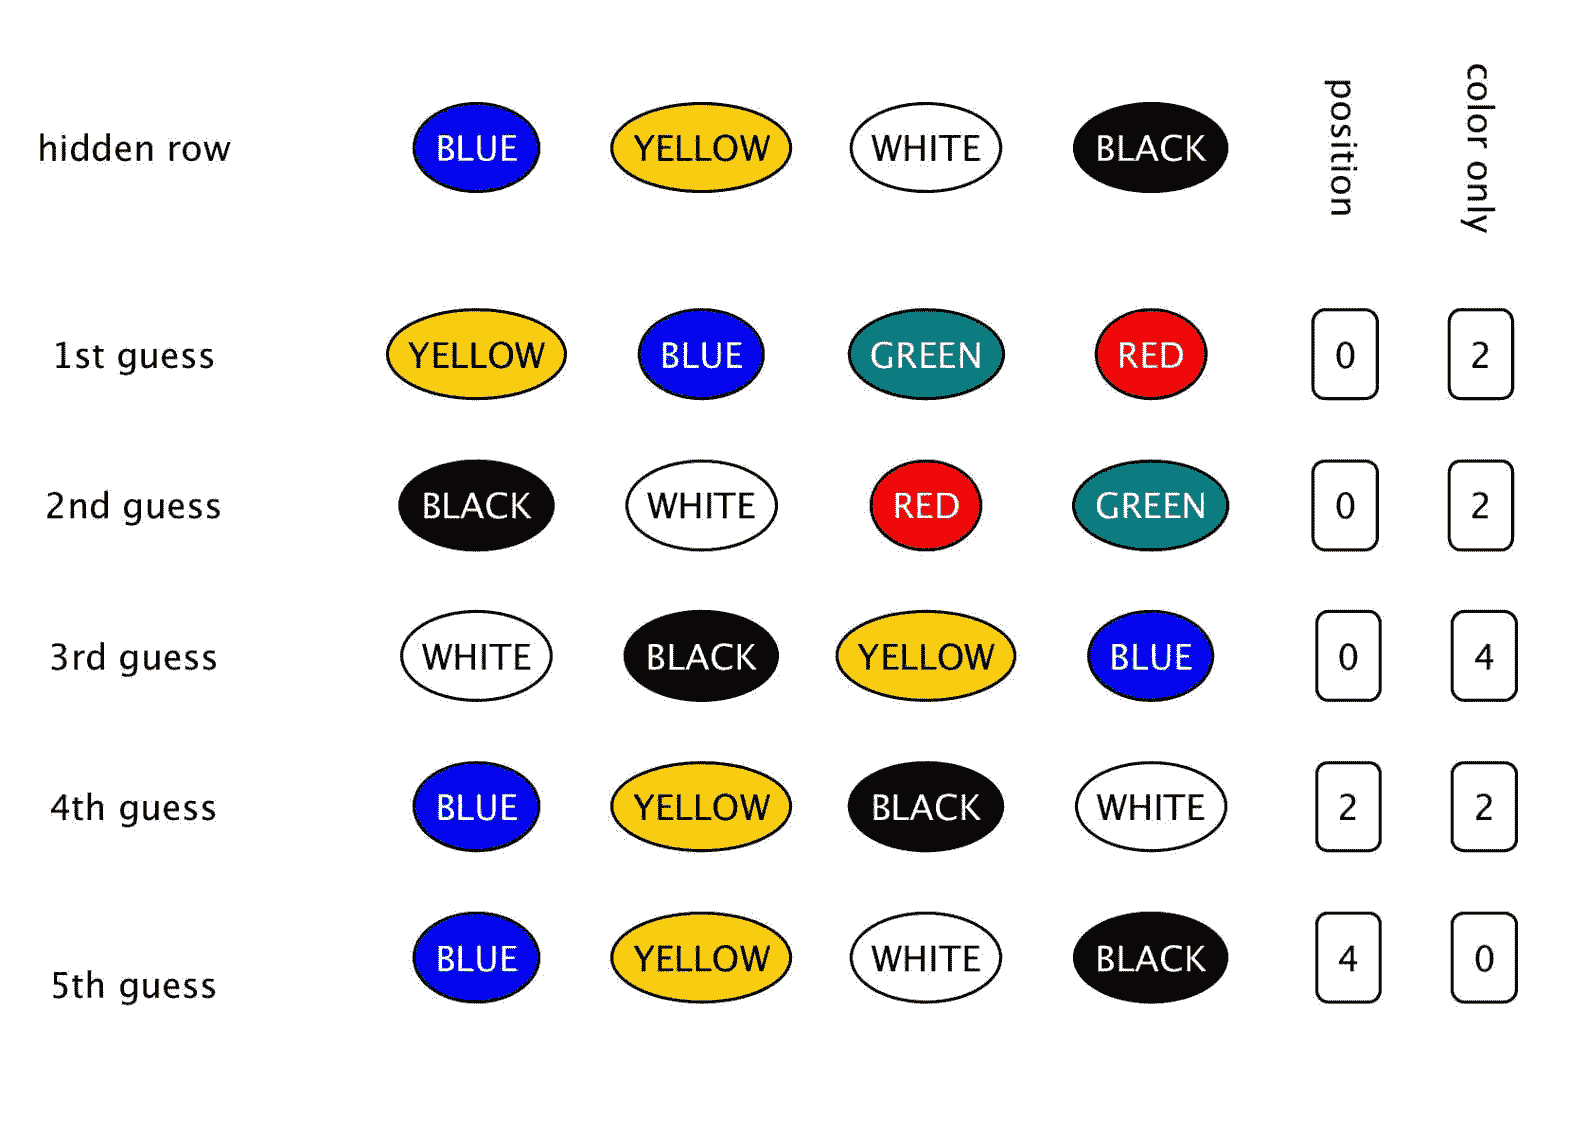 position
color only
hidden row BLUE YELLOW WHITE BLACK
1st guess YELLOW BLUE GREEN RED 0 2
2nd guess BLACK WHITE RED GREEN 0 2
3rd guess WHITE BLACK YELLOW BLUE 0 4
4th guess BLUE YELLOW BLACK WHITE 2 2
5th guess BLUE YELLOW WHITE BLACK 4 0